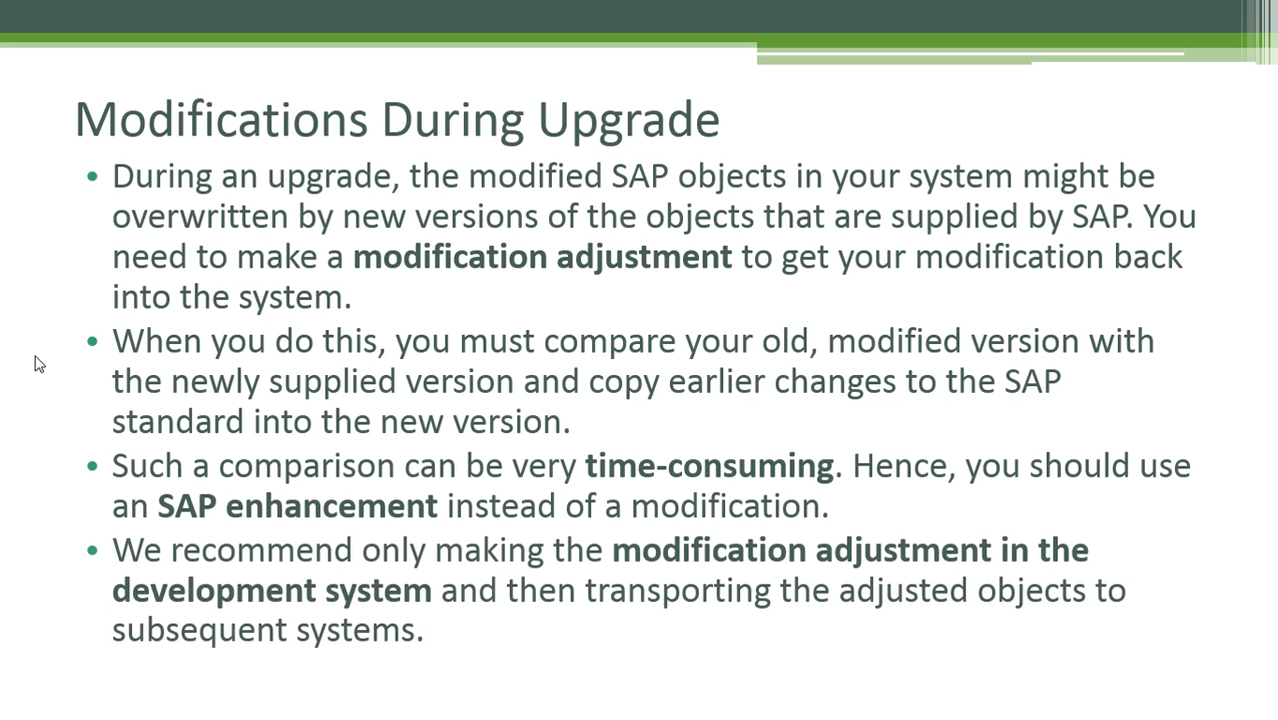 Modifications During Upgrade
• During an upgrade, the modified SAP objects in your system might be
overwritten by new versions of the objects that are supplied by SAP. You
need to make a modification adjustment to get your modification back
into the system.
• When you do this, you must compare your old, modified version with
the newly supplied version and copy earlier changes to the SAP
standard into the new version.
• Such a comparison can be very time-consuming. Hence, you should use
an SAP enhancement instead of a modification.
• We recommend only making the modification adjustment in the
development system and then transporting the adjusted objects to
subsequent systems.